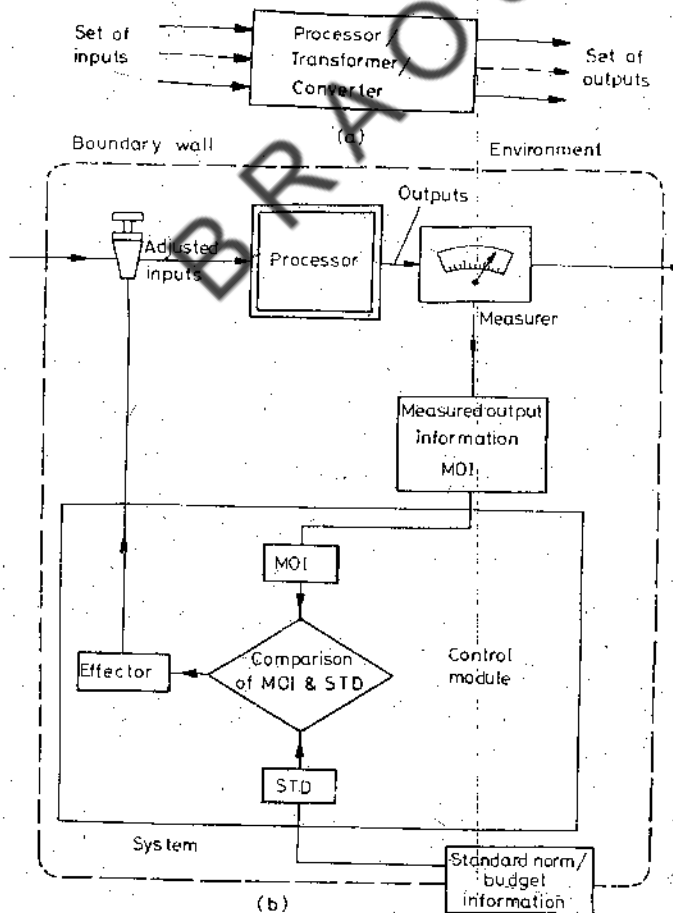 Set of
inputs
Processor/
Transformer/
Converter
Set of
outputs
(a)
Boundary wall
Environment
Outputs
Adjusted
inputs
Processor
Measurer
Measured output
information
MOI
MOI
Comparison
of MOI & STD
Effector
Control
module
STD
System
Standard norm/
budget
information
(b)
BRAO